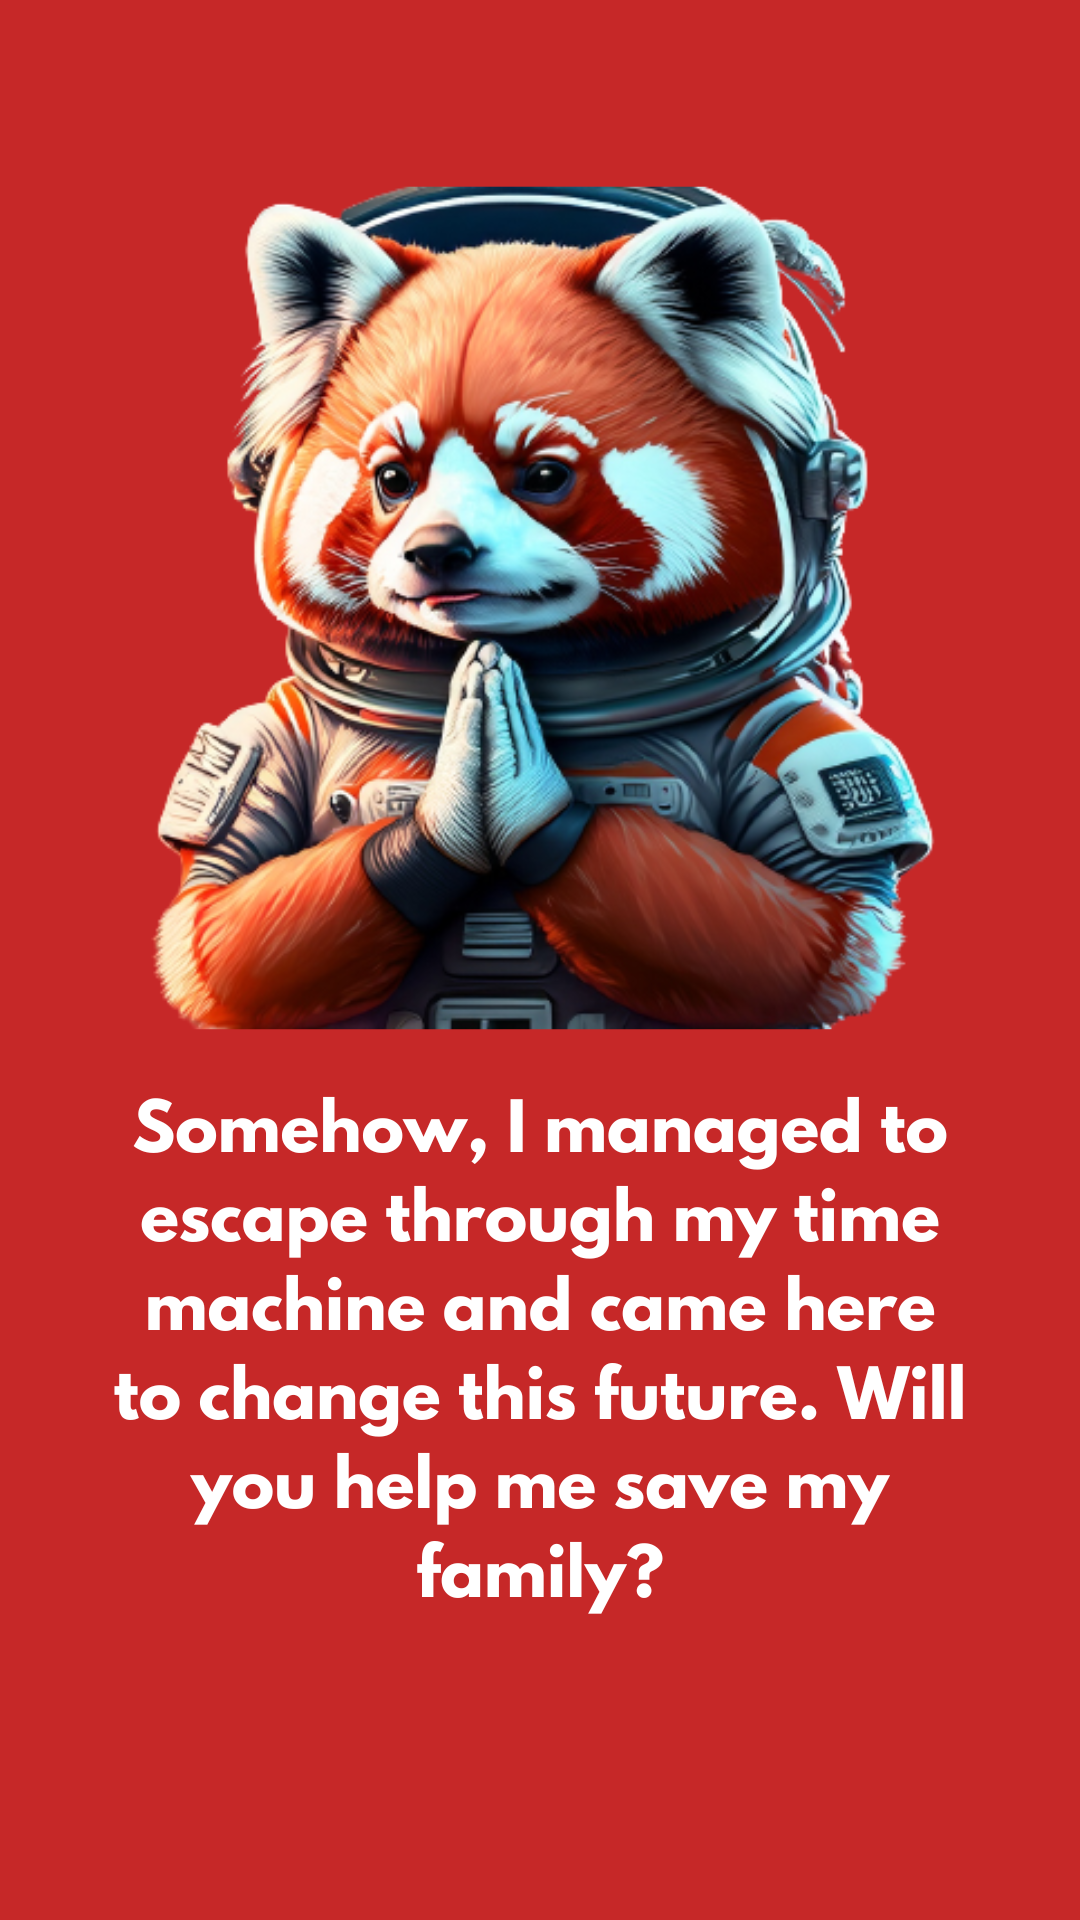 Somehow, I managed to
escape through my time
machine and came here
to change this future. Will
you help me save my
family?